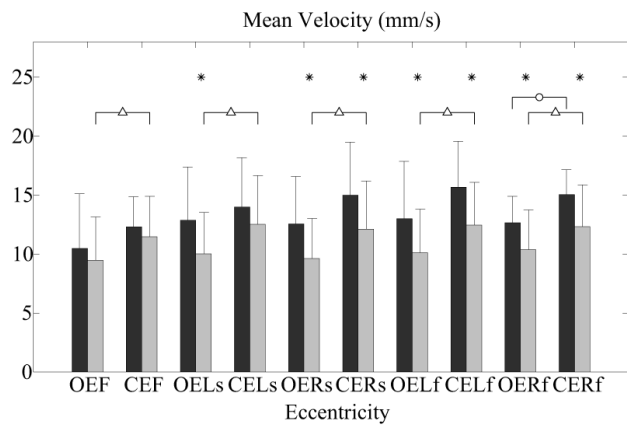 Mean Velocity (mm/s)
25
20
15
10
5
0
OEF CEF OELs CELs OERs CERs OELf CELf OERf CERf
Eccentricity